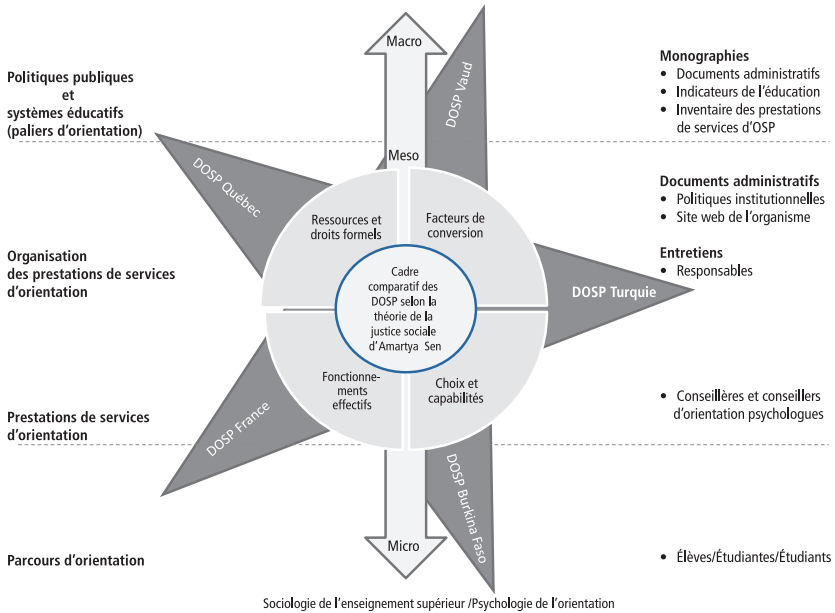 Politiques publiques
et
systèmes éducatifs
(paliers d'orientation)
Organisation
des prestations de services
d'orientation
Prestations de services
d'orientation
Parcours d'orientation
Macro
Meso
Micro
DOSP Québec
DOSP Vaud
DOSP Turquie
DOSP France
DOSP Burkina Faso
Ressources et
droits formels
Facteurs de
conversion
Cadre
comparatif des
DOSP selon la
théorie de la
justice sociale
d'Amartya Sen
Fonctionne-
ments
effectifs
Choix et
capabilités
Monographies
• Documents administratifs
• Indicateurs de l'éducation
• Inventaire des prestations
de services d'OSP
Documents administratifs
• Politiques institutionnelles
• Site web de l'organisme
Entretiens
• Responsables
• Conseillères et conseillers
d'orientation psychologues
• Élèves/Étudiantes/Étudiants
Sociologie de l'enseignement supérieur /Psychologie de l'orientation